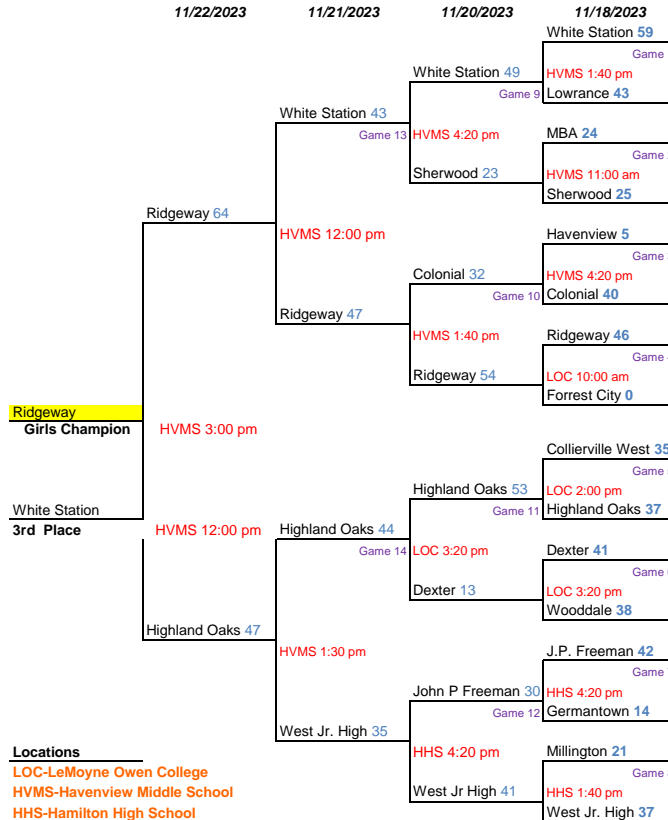 11/22/2023 11/21/2023 11/20/2023 11/18/2023
White Station 59
Game
White Station 49 HVMS 1:40 pm
Game 9 Lowrance 43
White Station 43
Game 13 HVMS 4:20 pm MBA 24
Game
Sherwood 23 HVMS 11:00 am
Sherwood 25
Ridgeway 64
HVMS 12:00 pm Havenview 5
Game
Colonial 32 HVMS 4:20 pm
Game 10 Colonial 40
Ridgeway 47
HVMS 1:40 pm Ridgeway 46
Game
Ridgeway 54 LOC 10:00 am
Forrest City 0
Ridgeway
Girls Champion HVMS 3:00 pm
Collierville West 35
Game
Highland Oaks 53 LOC 2:00 pm
White Station Game 11 Highland Oaks 37
3rd Place HVMS 12:00 pm Highland Oaks 44
Game 14 LOC 3:20 pm Dexter 41
Game
Dexter 13 LOC 3:20 pm
Wooddale 38
Highland Oaks 47
HVMS 1:30 pm J.P. Freeman 42
Game
John P Freeman 30 HHS 4:20 pm
Game 12 Germantown 14
West Jr. High 35
Locations HHS 4:20 pm Millington 21
LOC-LeMoyne Owen College Game
HVMS-Havenview Middle School West Jr High 41 HHS 1:40 pm
HHS-Hamilton High School West Jr. High 37